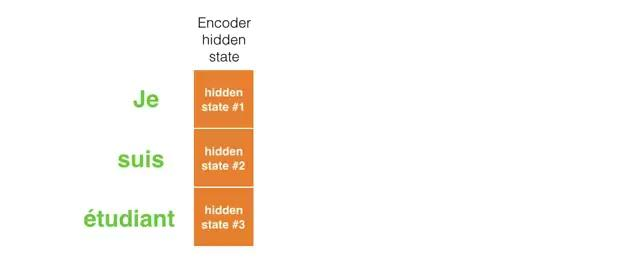 Encoder
hidden
state
Je
hidden
state #1
suis
hidden
state #2
étudiant
hidden
state #3